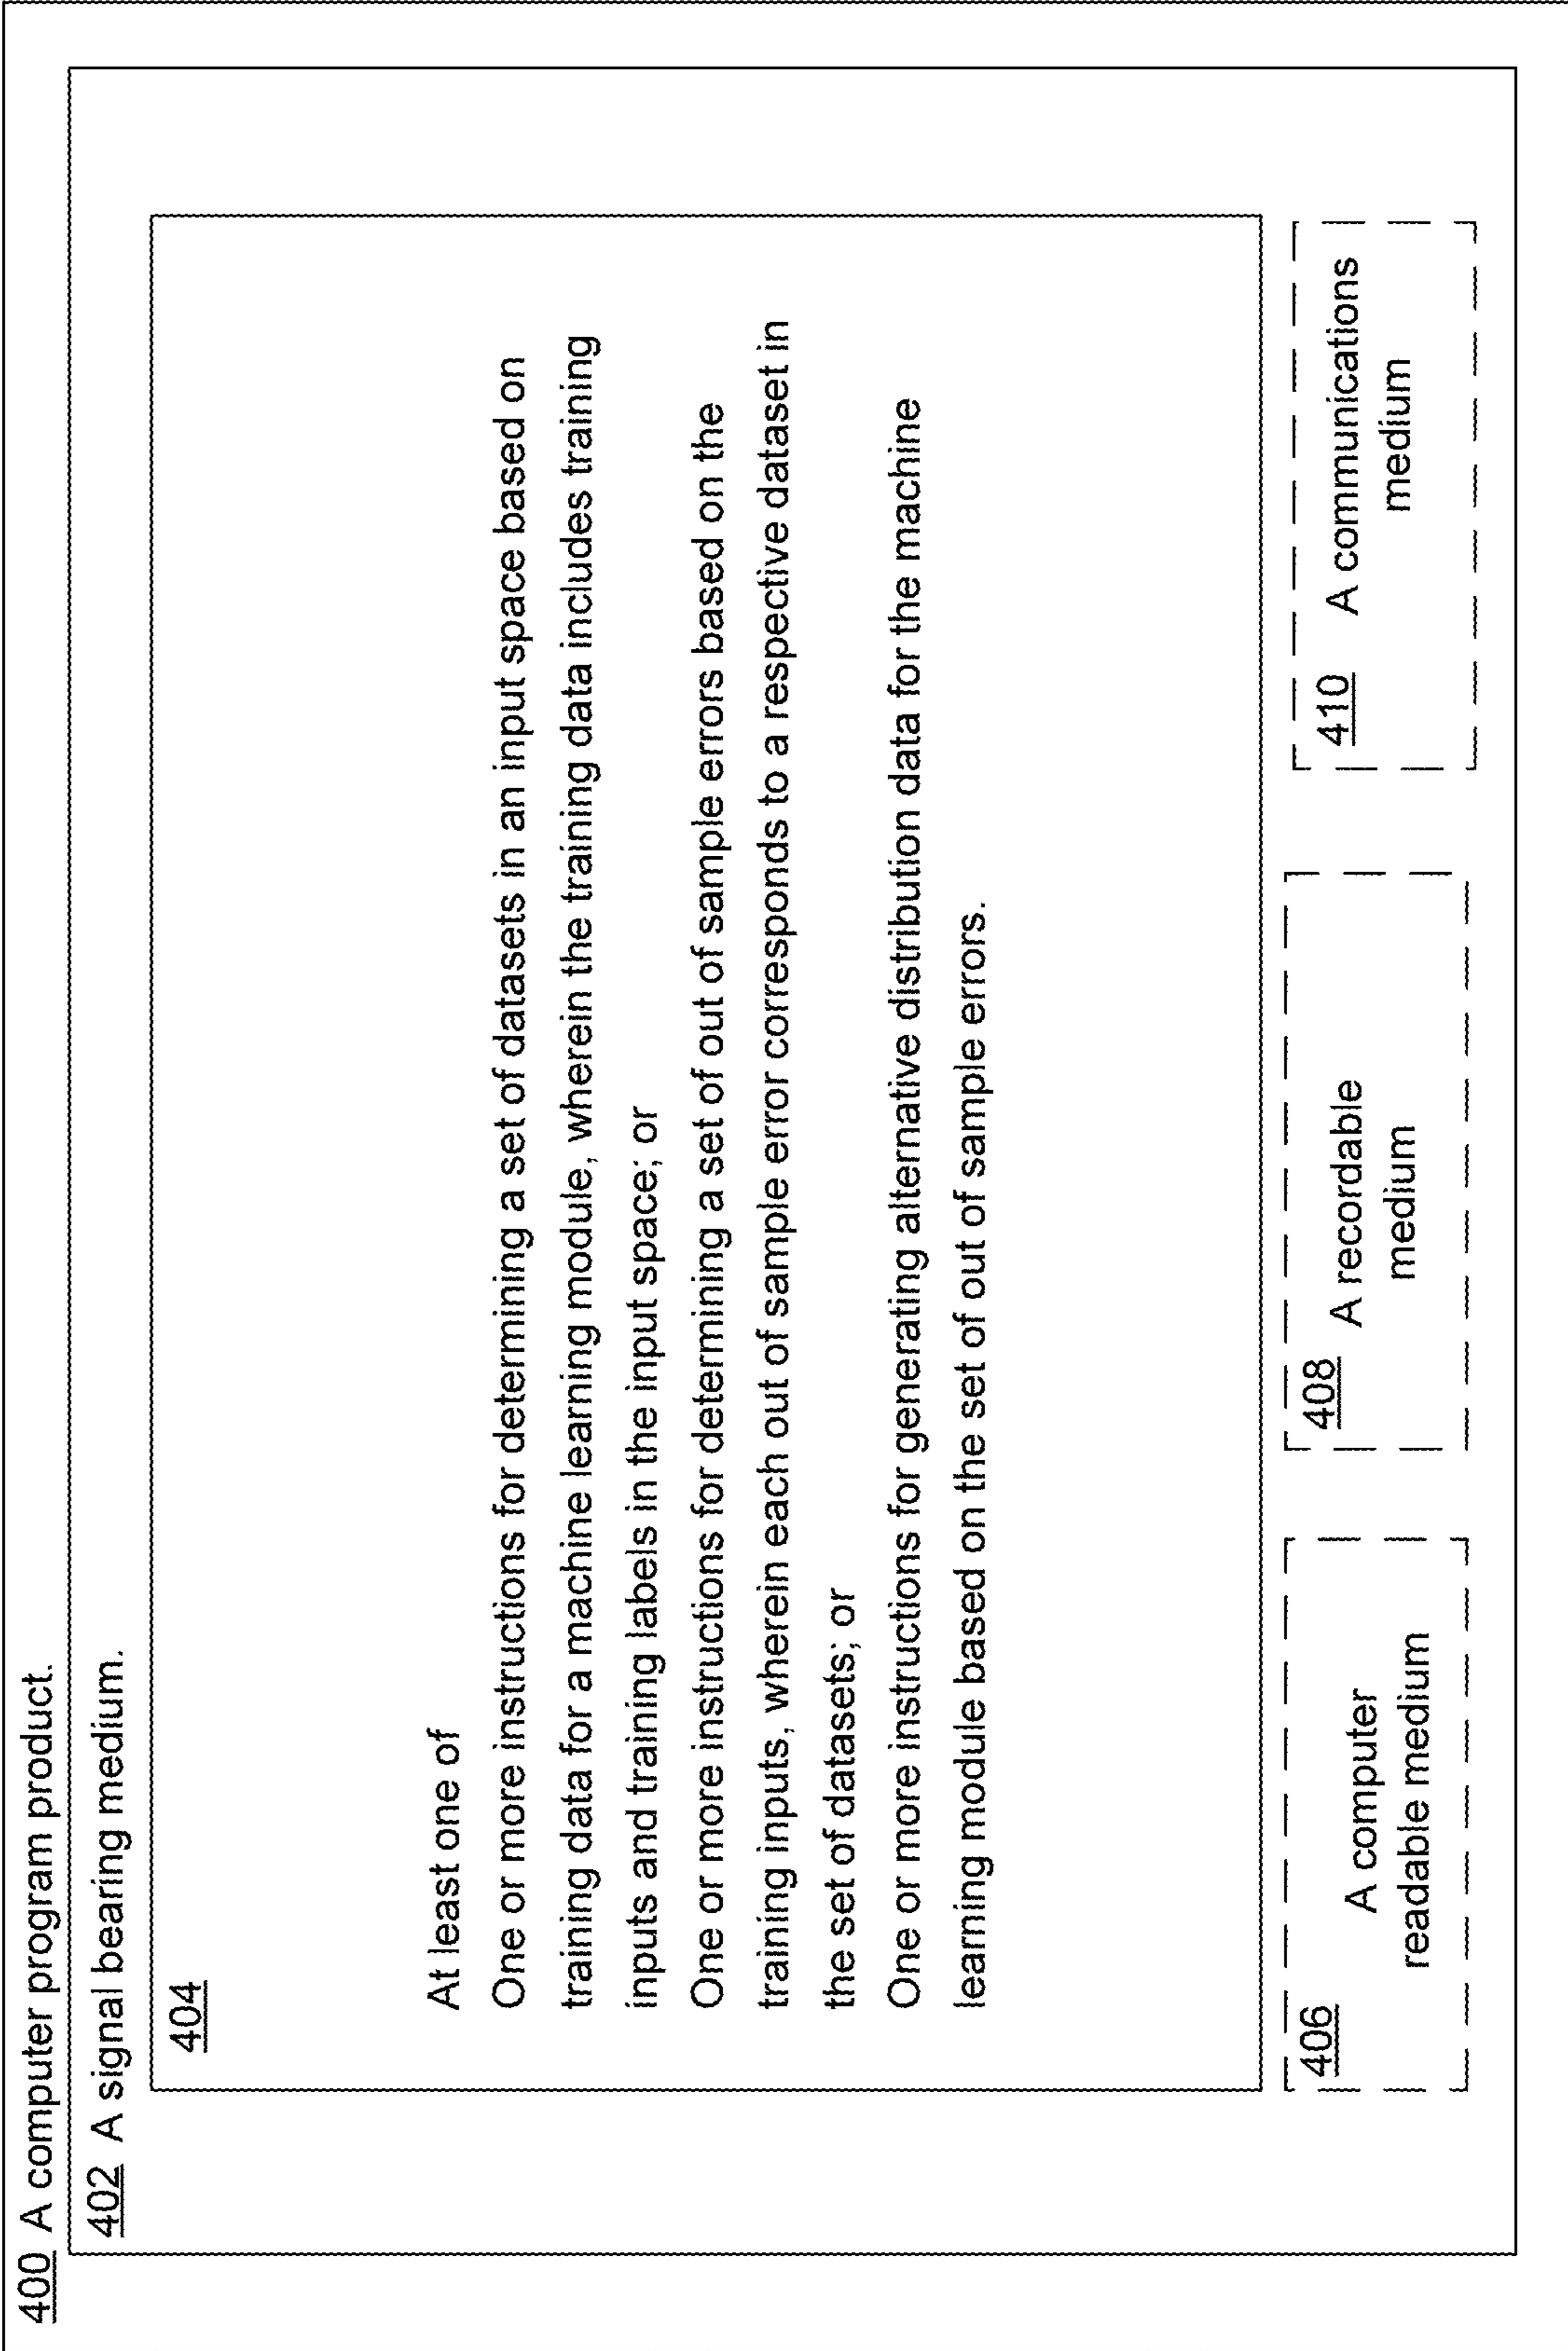 400 A computer program product.
402 A signal bearing medium.
404
At least one of
One or more instructions for determining a set of datasets in an input space based on
training data for a machine learning module, wherein the training data includes training
inputs and training labels in the input space; or
One or more instructions for determining a set of out of sample errors based on the
training inputs, wherein each out of sample error corresponds to a respective dataset in
the set of datasets; or
One or more instructions for generating alternative distribution data for the machine
learning module based on the set of out of sample errors.
406
A computer
readable medium
408 A recordable
medium
410 A communications
medium